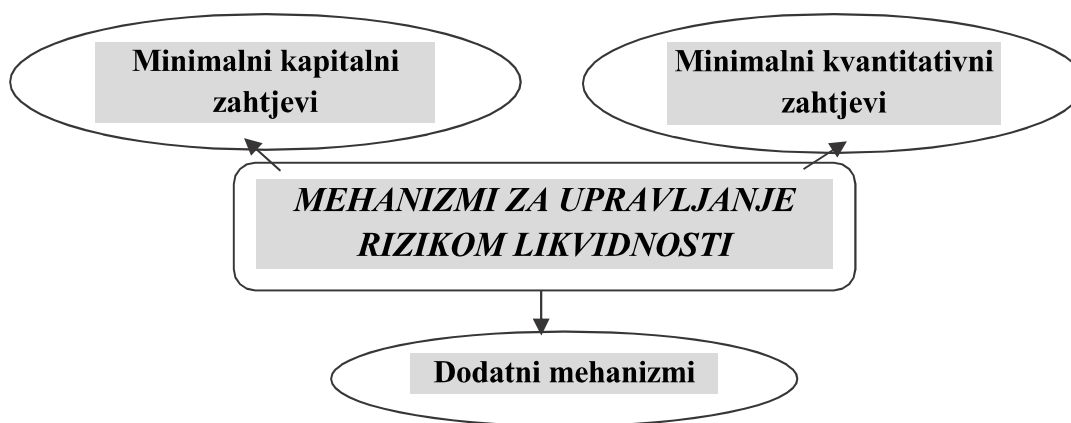 Minimalni kapitalni
zahtjevi
Minimalni kvantitativni
zahtjevi
MEHANIZMI ZA UPRAVLJANJE
RIZIKOM LIKVIDNOSTI
Dodatni mehanizmi